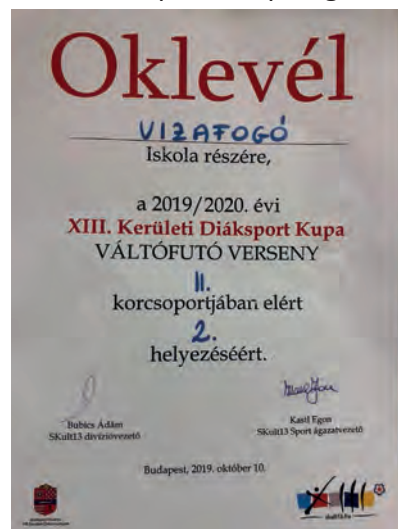 Oklevél
VIZAFOGÓ
Iskola részére,
a 2019/2020. évi
XIII. Kerületi Diáksport Kupa
VÁLTÓFUTÓ VERSENY
II.
korcsoportjában elért
2.
helyezéséért.
Bubics Ádám
SKult13 divízióvezető
Kasil Egon
SKult13 Sport ágazatvezető
Budapest, 2019. október 10.